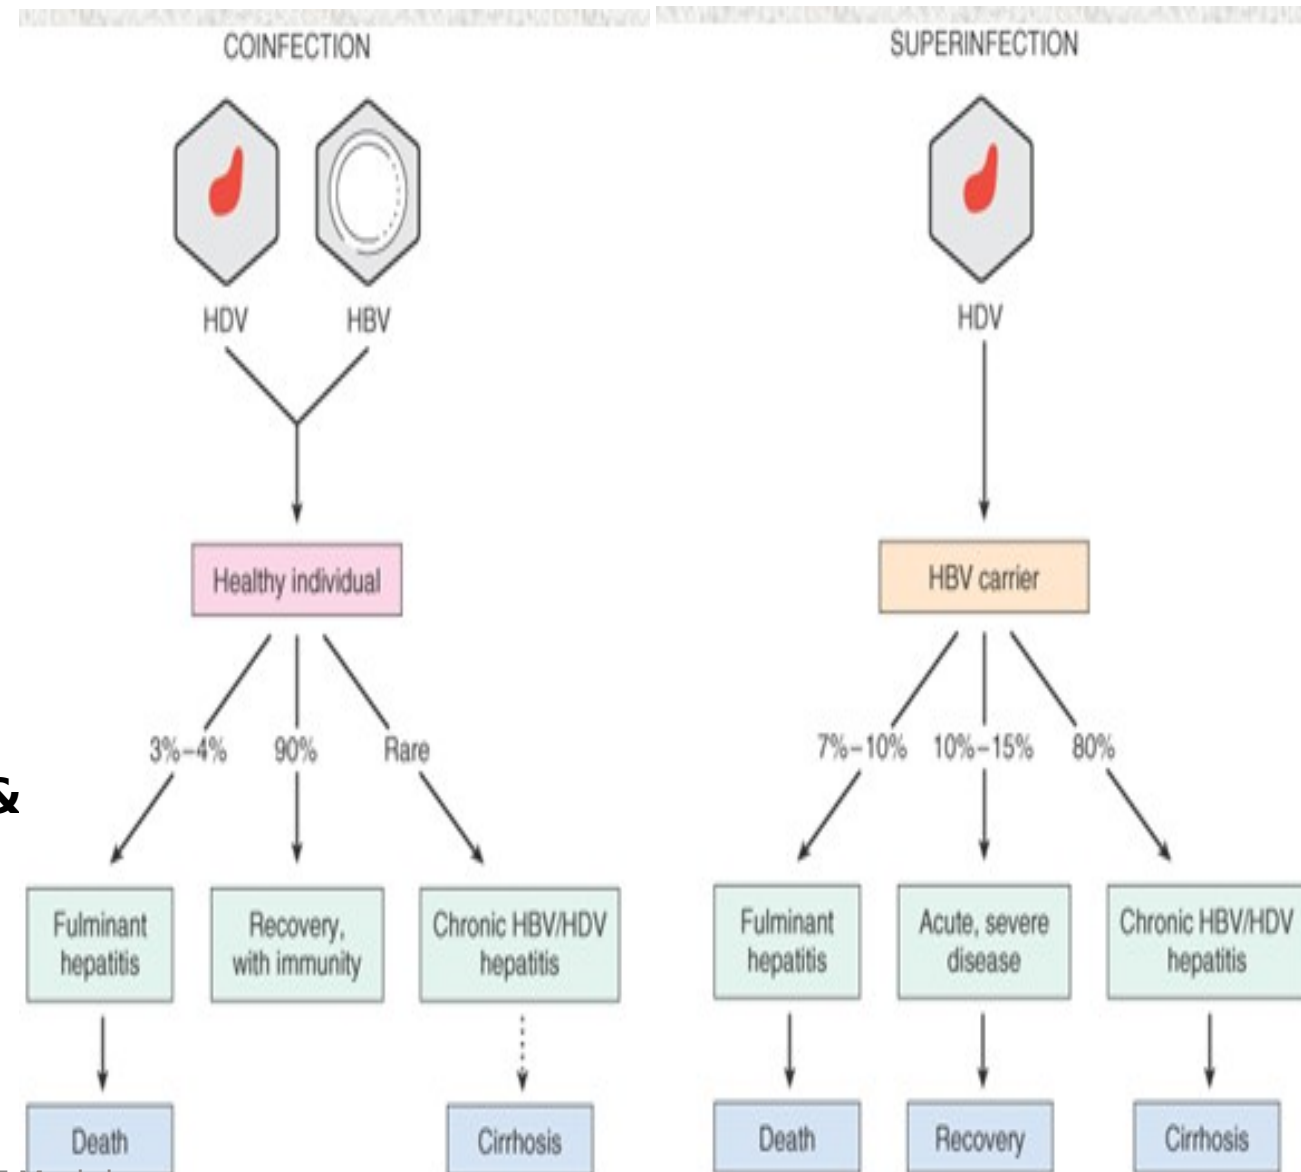 COINFECTION
HDV
HBV
Healthy individual
3%–4%
90%
Rare
&
Fulminant
hepatitis
Recovery,
with immunity
Chronic HBV/HDV
hepatitis
Death
Cirrhosis
SUPERINFECTION
HDV
HBV carrier
7%–10%
10%–15%
80%
Fulminant
hepatitis
Acute, severe
disease
Chronic HBV/HDV
hepatitis
Death
Recovery
Cirrhosis